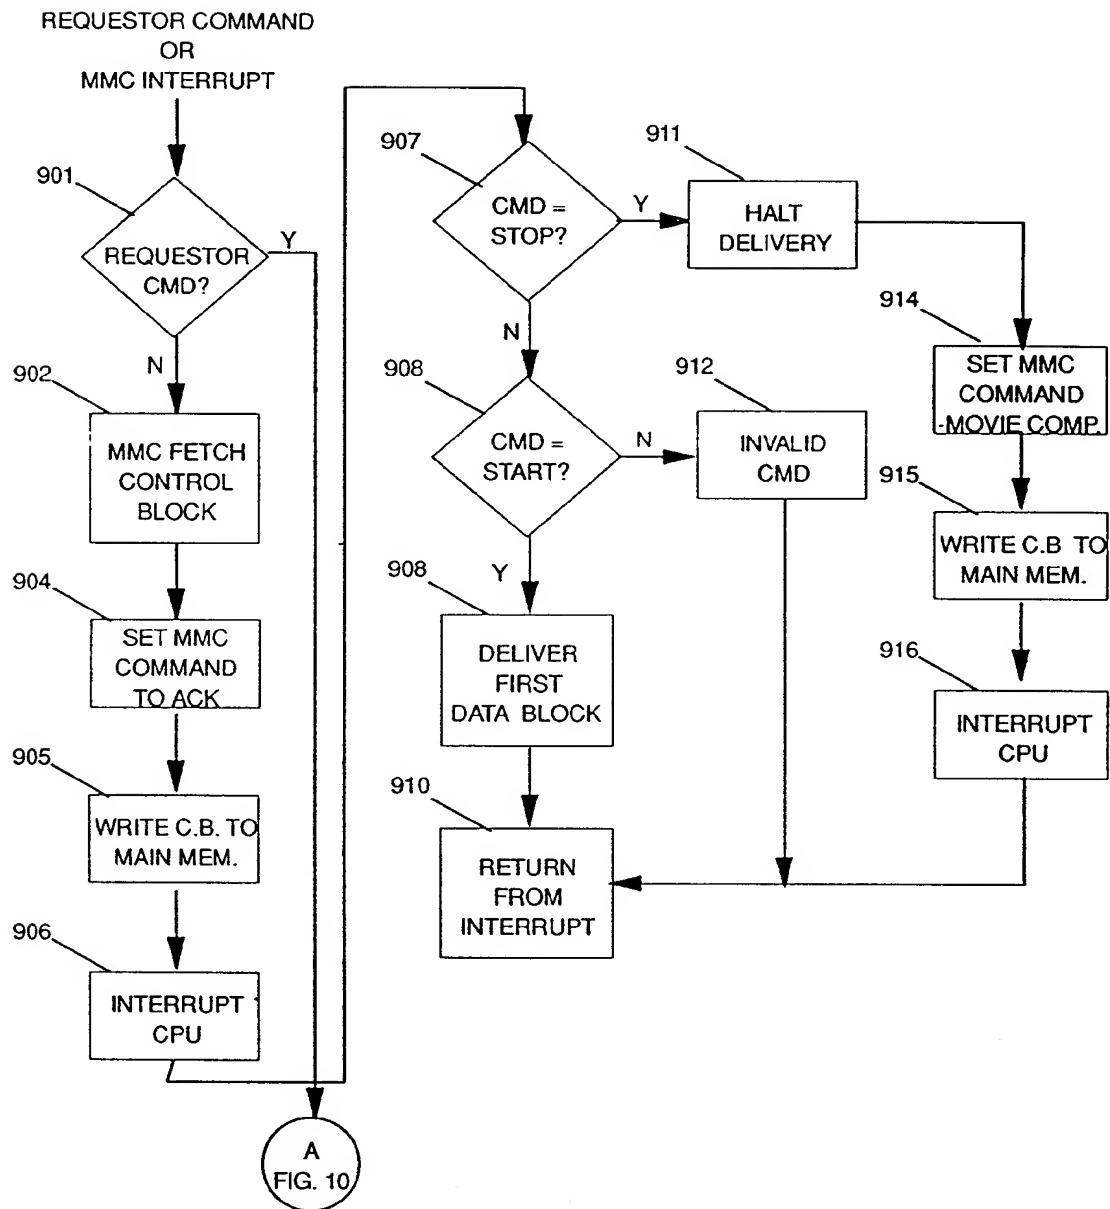 REQUESTOR COMMAND
OR
MMC INTERRUPT
901
REQUESTOR
CMD?
Y
N
902
MMC FETCH
CONTROL
BLOCK
904
SET MMC
COMMAND
TO ACK
905
WRITE C.B. TO
MAIN MEM.
906
INTERRUPT
CPU
A
FIG. 10
907
CMD =
STOP?
Y
N
911
HALT
DELIVERY
908
CMD =
START?
N
Y
912
INVALID
CMD
908
DELIVER
FIRST
DATA BLOCK
910
RETURN
FROM
INTERRUPT
914
SET MMC
COMMAND
-MOVIE COMP.
915
WRITE C.B TO
MAIN MEM.
916
INTERRUPT
CPU